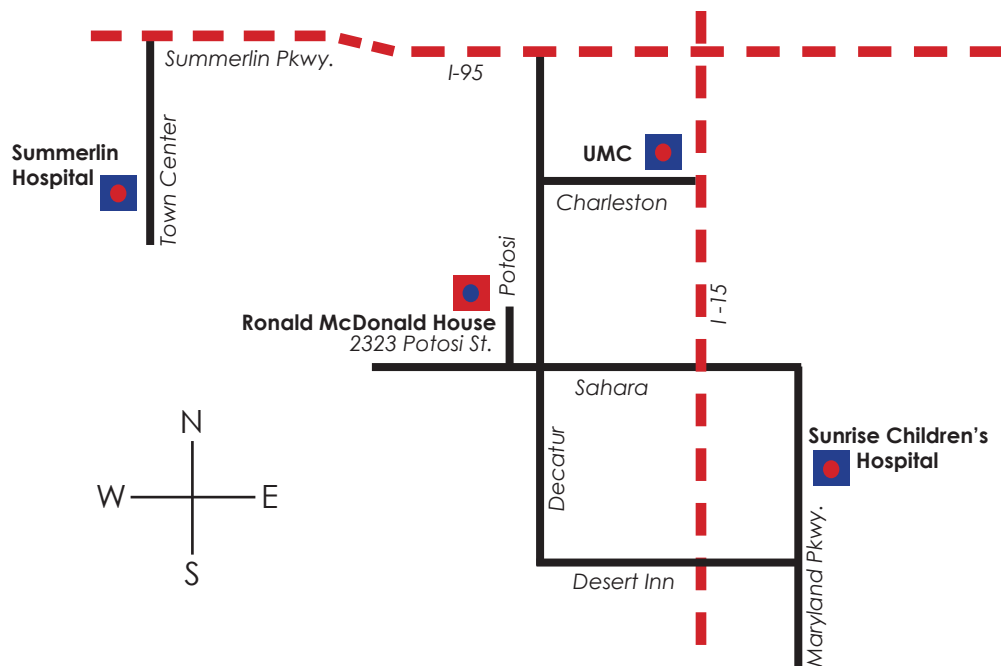 Summerlin Pkwy.
I-95
Summerlin
Hospital
Town Center
UMC
Charleston
Potosi
I -15
Ronald McDonald House
2323 Potosi St.
Sahara
Decatur
Sunrise Children's
Hospital
N
W
E
S
Desert Inn
Maryland Pkwy.